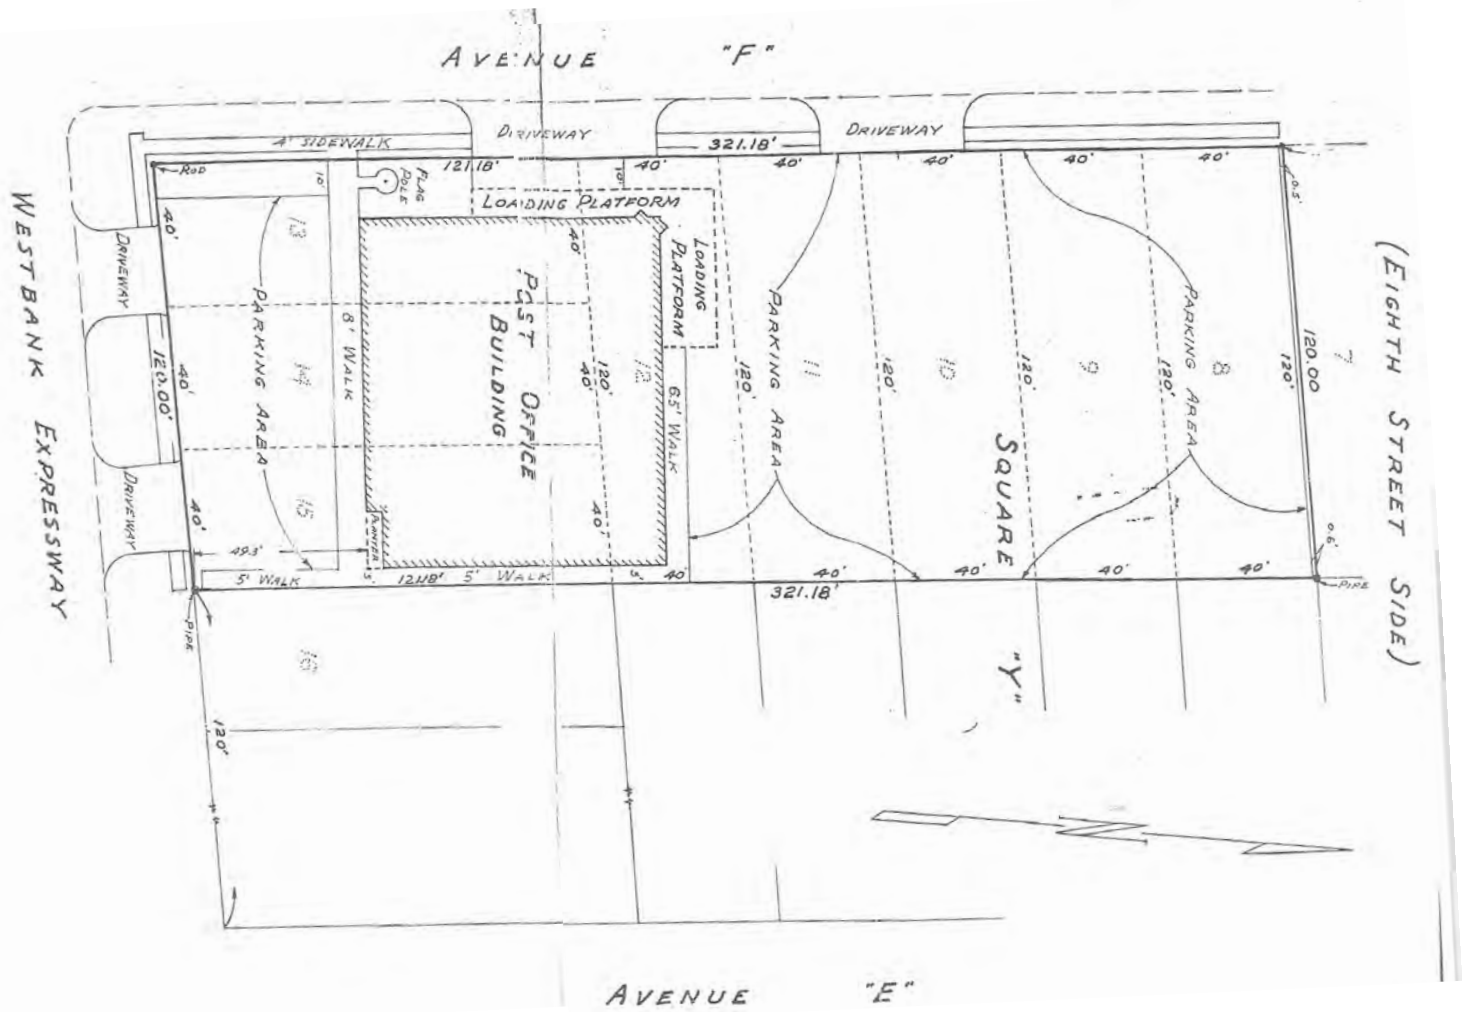 AVENUE "F"
DRIVEWAY
DRIVEWAY
4' SIDEWALK
321.18'
121.18'
40'
40'
40'
40'
40'
ROD
10'
FLAG POLE
10'
0.5'
LOADING PLATFORM
LOADING PLATFORM
WESTBANK EXPRESSWAY
DRIVEWAY
DRIVEWAY
40'
40'
40'
120.00'
13
14
15
PARKING AREA
8' WALK
POST OFFICE BUILDING
40'
40'
120'
40'
12
6.5' WALK
120'
PARKING AREA
11
120'
10
120'
9
120'
PARKING AREA
8
120'
120.00
7
(EIGHTH STREET SIDE)
SQUARE "Y"
49.3'
PLANTER
5' WALK
121.18'
5' WALK
40'
40'
40'
40'
40'
321.18'
0.6'
PIPE
PIPE
16
120'
AVENUE "E"